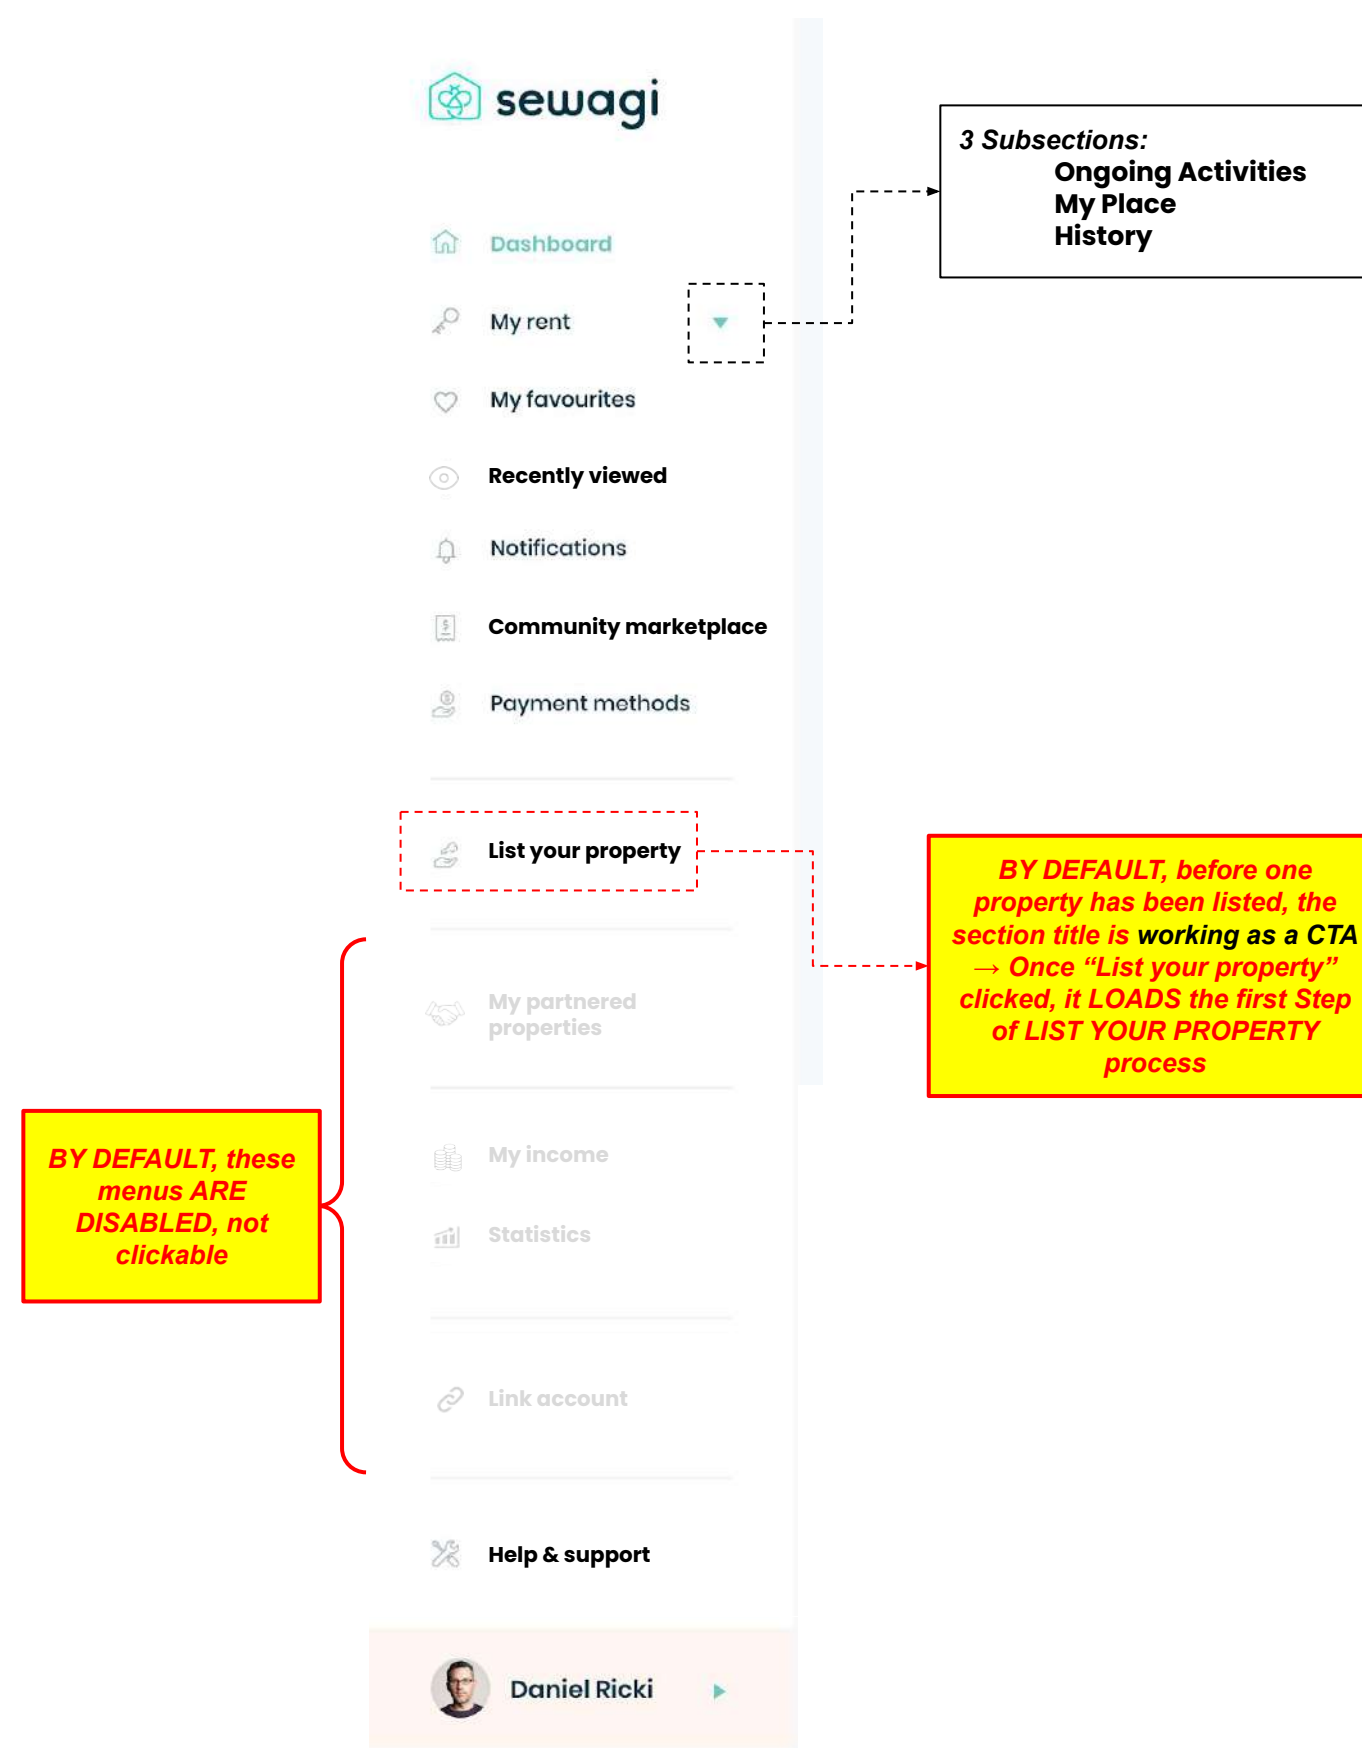 sewagi
3 Subsections:
Ongoing Activities
My Place
History
Dashboard
My rent
My favourites
Recently viewed
Notifications
Community marketplace
Payment methods
List your property
BY DEFAULT, before one
property has been listed, the
section title is working as a CTA
→ Once “List your property”
clicked, it LOADS the first Step
of LIST YOUR PROPERTY
process
My partnered
properties
BY DEFAULT, these
menus ARE
DISABLED, not
clickable
My income
Statistics
Link account
Help & support
Daniel Ricki